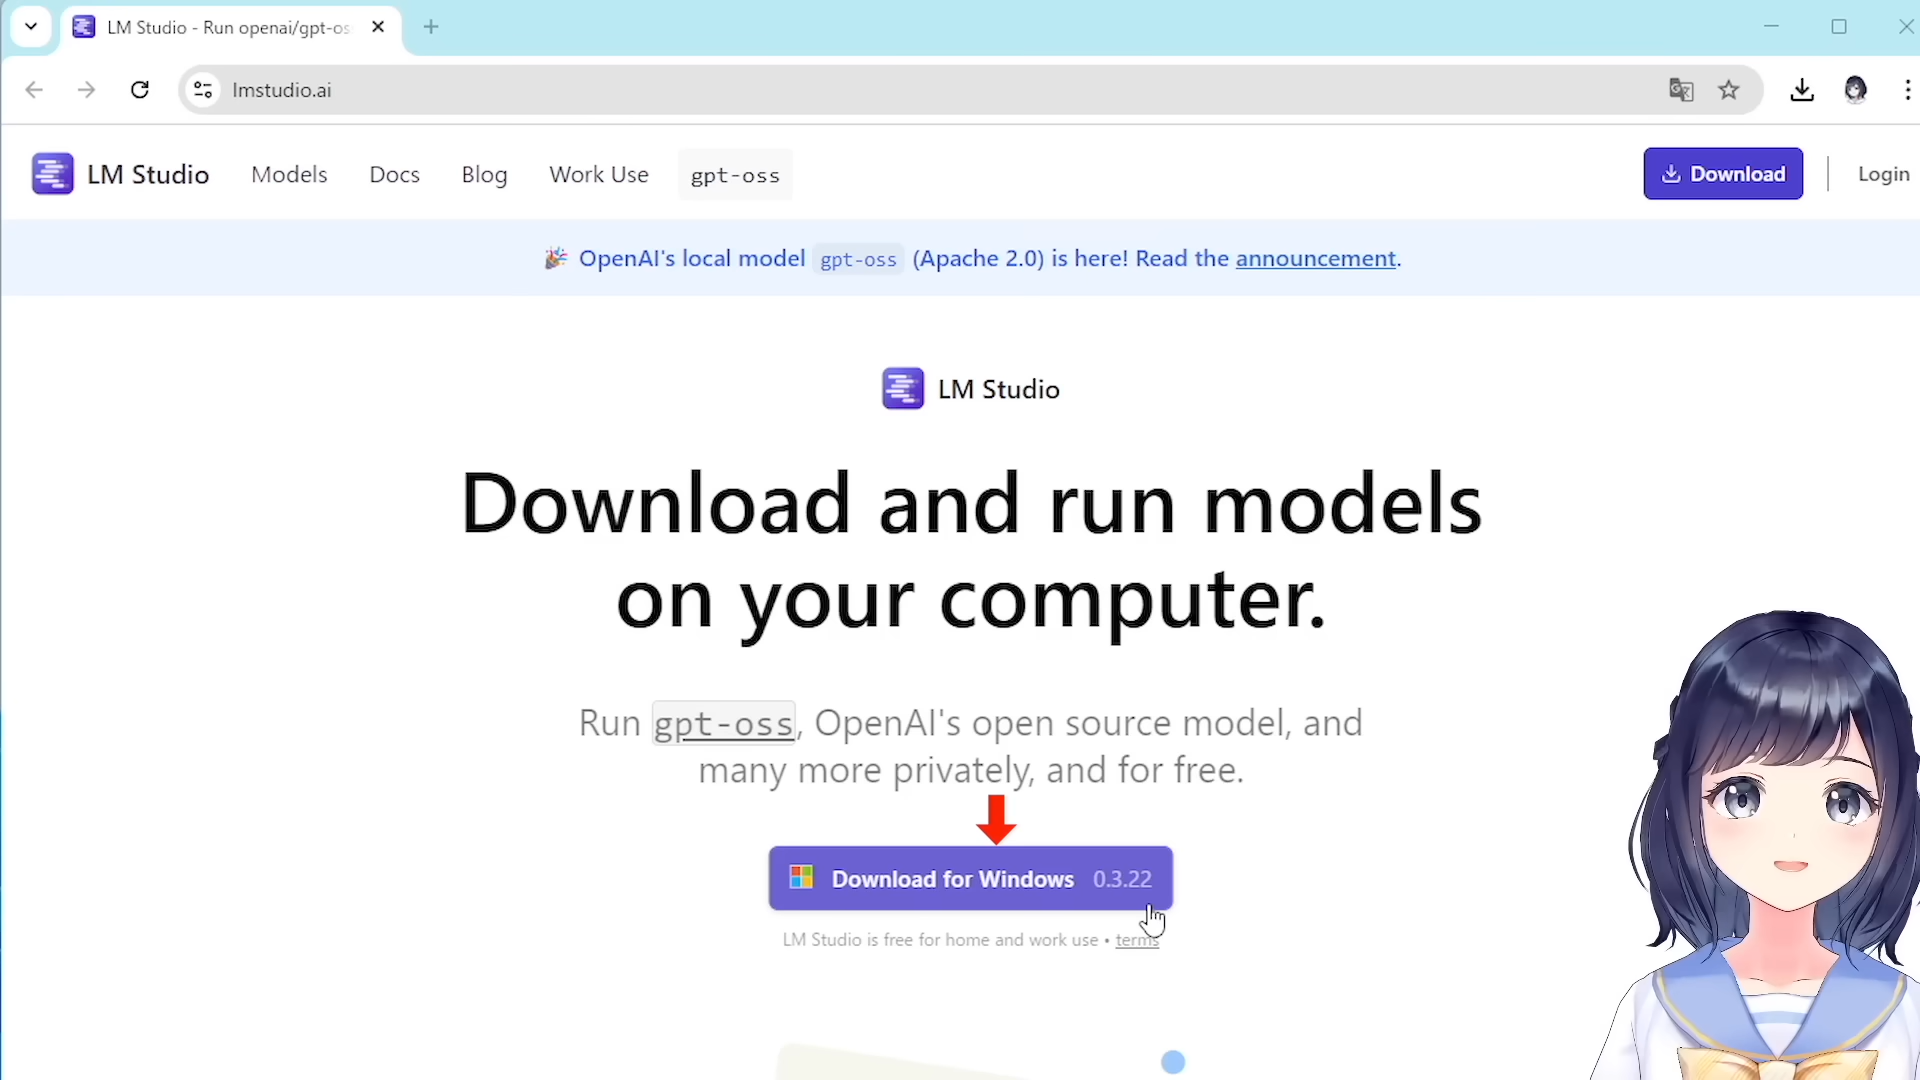 LM Studio - Run openai/gpt-os
lmstudio.ai
LM Studio Models Docs Blog Work Use gpt-oss Download Login
🎉 OpenAI's local model gpt-oss (Apache 2.0) is here! Read the announcement.
LM Studio
Download and run models
on your computer.
Run gpt-oss, OpenAI's open source model, and
many more privately, and for free.
Download for Windows 0.3.22
LM Studio is free for home and work use • terms